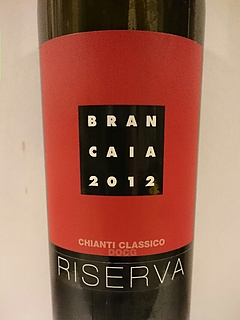 BRAN
CAIA
2012
CHIANTI CLASSICO
DOCG
RISERVA